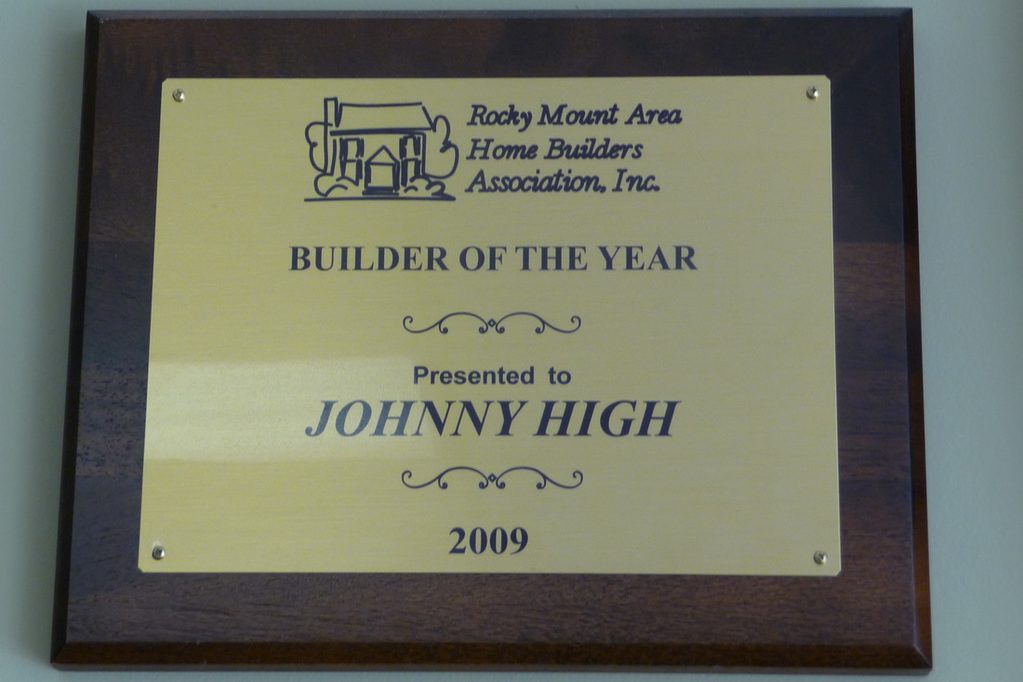 Rocky Mount Area
Home Builders
Association, Inc.
BUILDER OF THE YEAR
Presented to
JOHNNY HIGH
2009